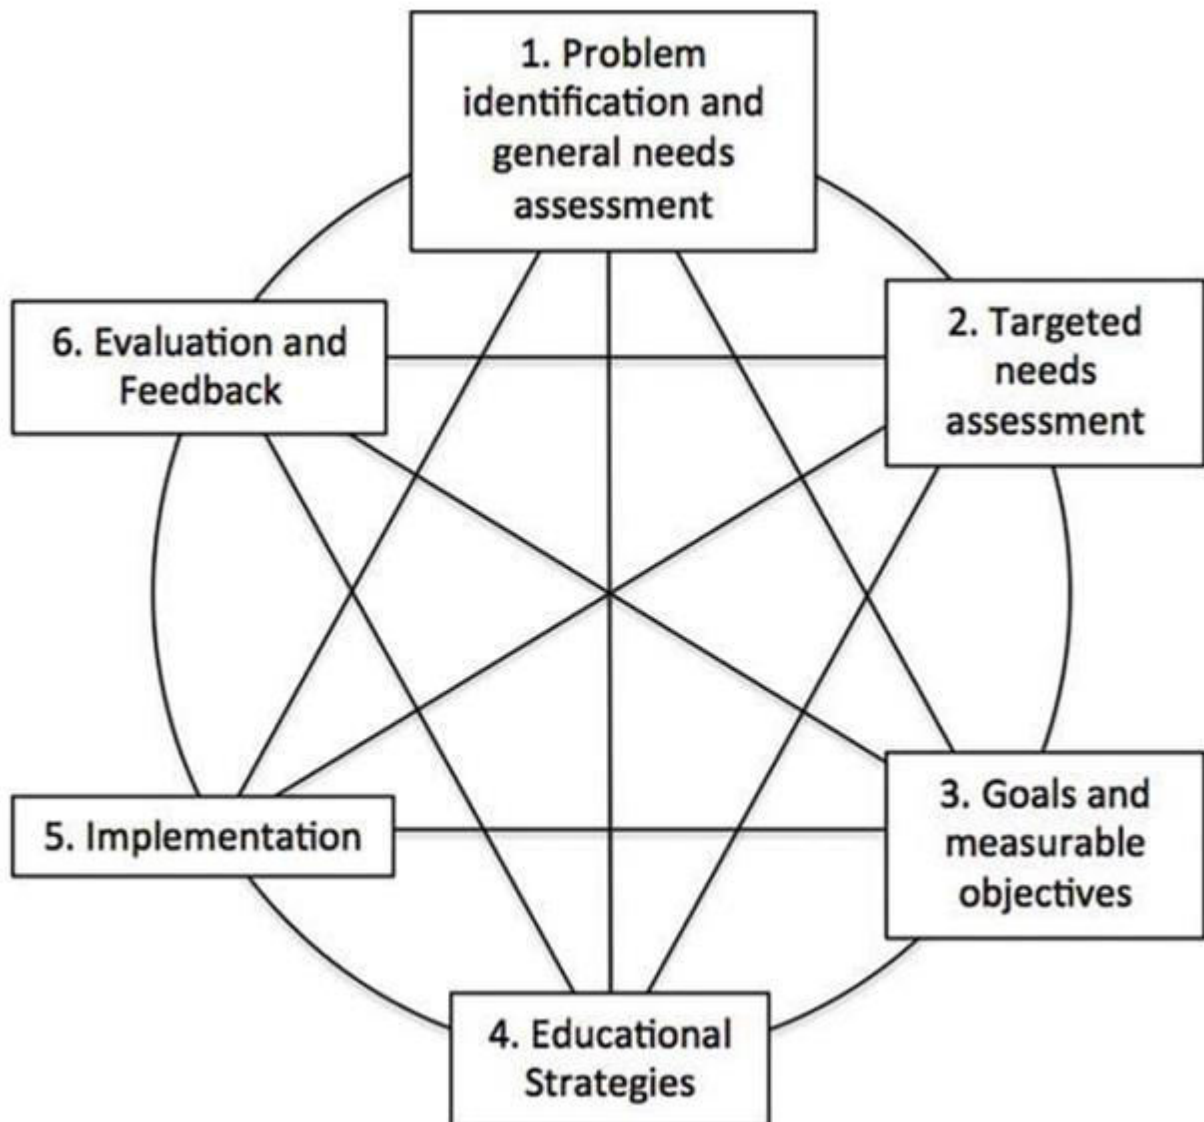 1. Problem
identification and
general needs
assessment
2. Targeted
needs
assessment
3. Goals and
measurable
objectives
4. Educational
Strategies
5. Implementation
6. Evaluation and
Feedback